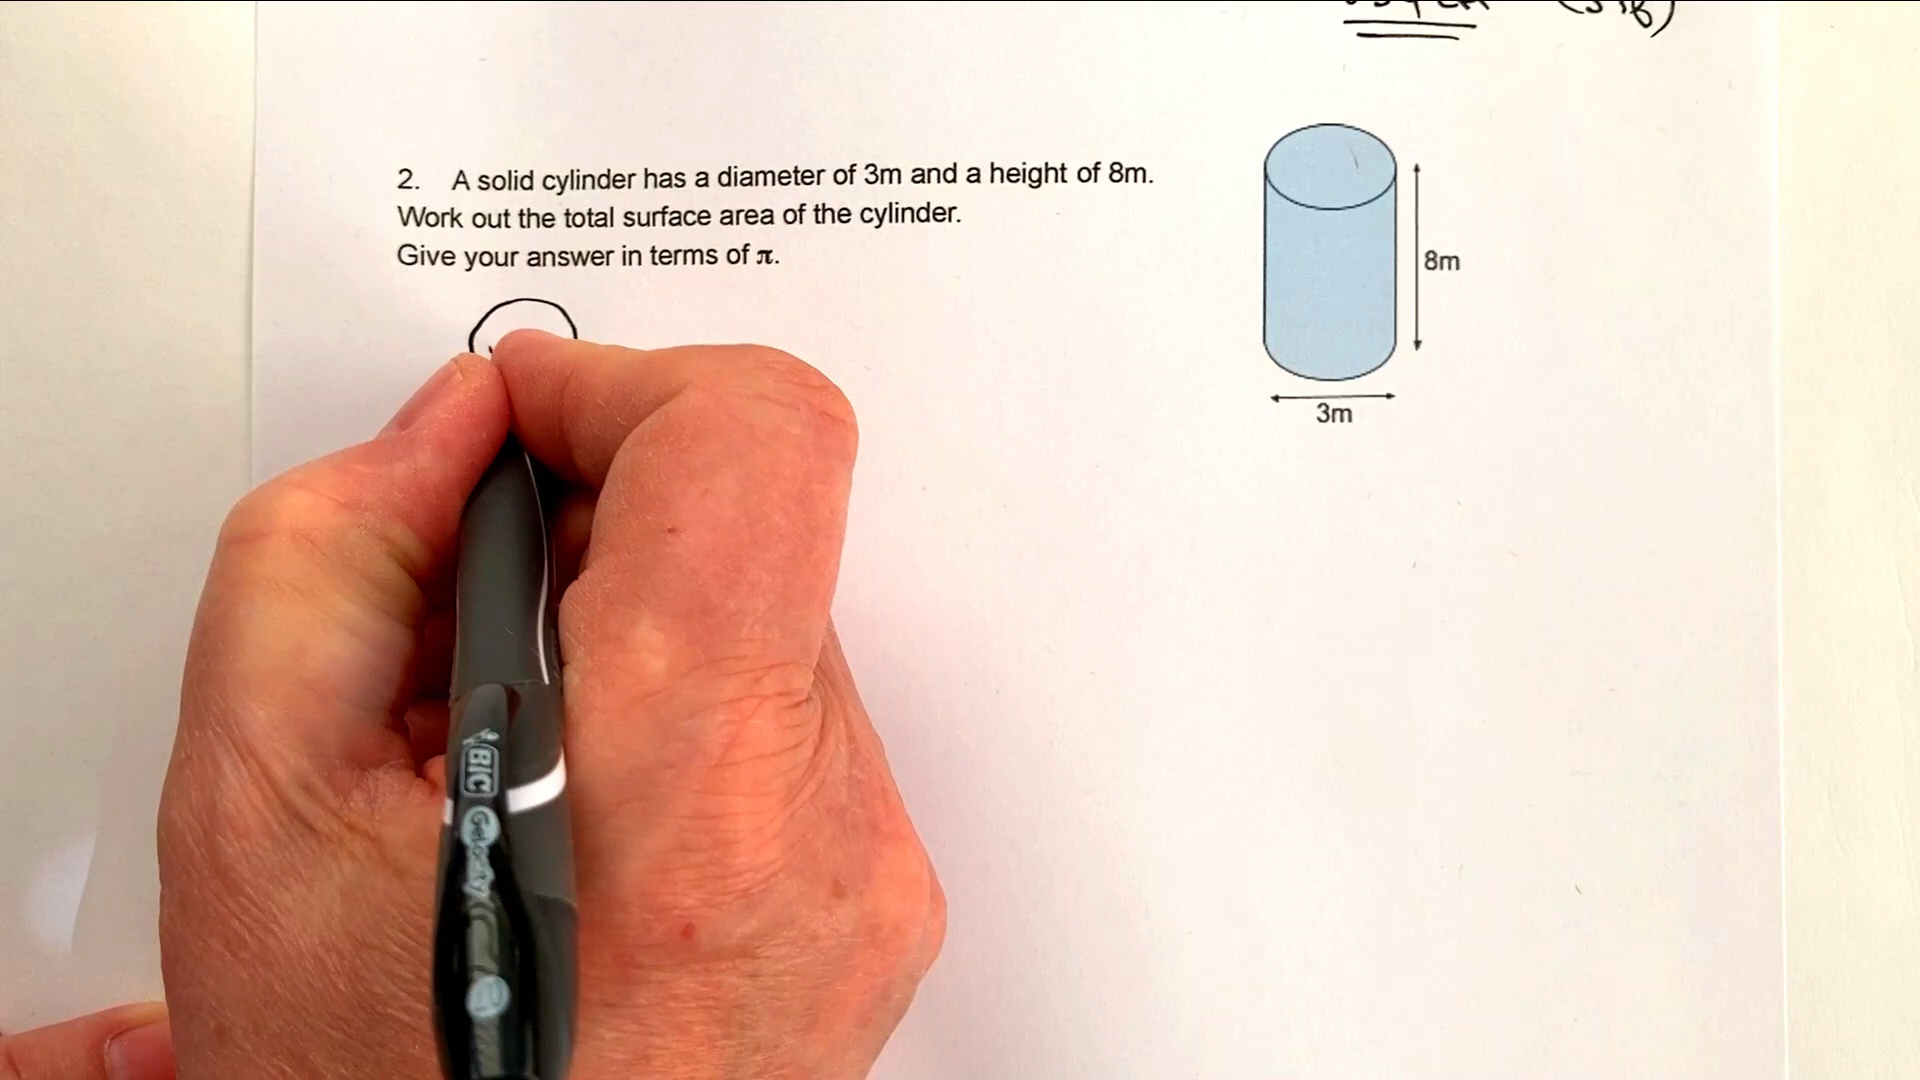 2. A solid cylinder has a diameter of 3m and a height of 8m.
Work out the total surface area of the cylinder.
Give your answer in terms of π.
8m
3m
BIC
Gelocity